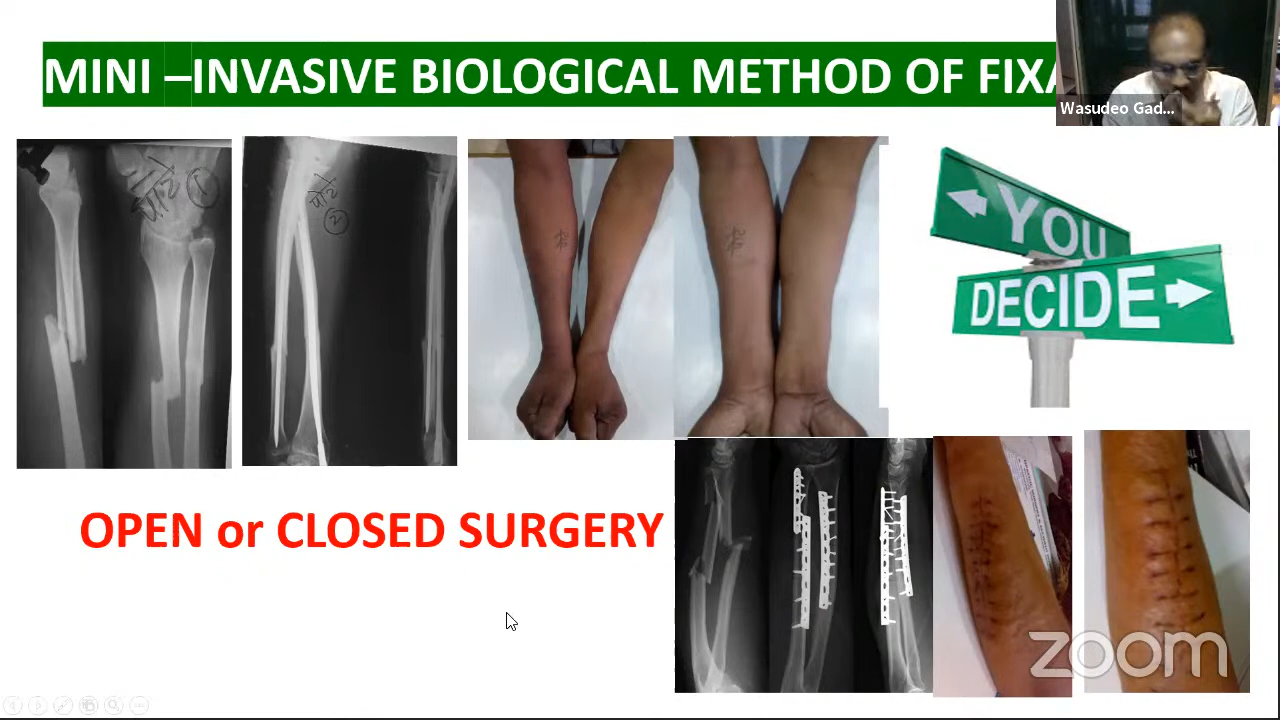 MINI –INVASIVE BIOLOGICAL METHOD OF FIXA
Wasudeo Gad...
YOU
DECIDE
OPEN or CLOSED SURGERY
zoom